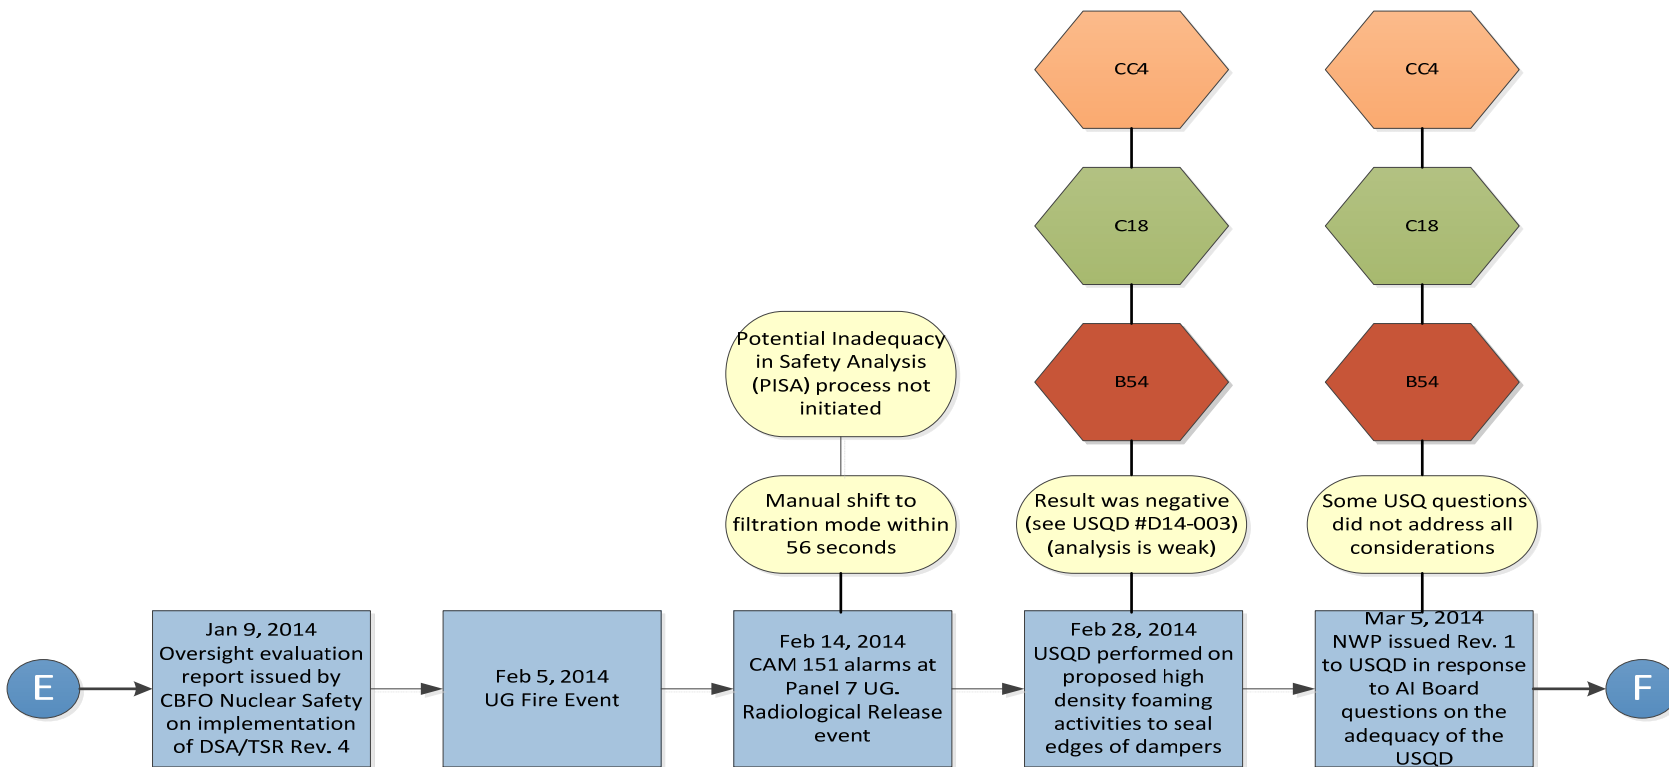 CC4
CC4
C18
C18
Potential Inadequacy
in Safety Analysis
(PISA) process not
initiated
B54
B54
Manual shift to
filtration mode within
56 seconds
Result was negative
(see USQD #D14-003)
(analysis is weak)
Some USQ questions
did not address all
considerations
E
Jan 9, 2014
Oversight evaluation
report issued by
CBFO Nuclear Safety
on implementation
of DSA/TSR Rev. 4
Feb 5, 2014
UG Fire Event
Feb 14, 2014
CAM 151 alarms at
Panel 7 UG.
Radiological Release
event
Feb 28, 2014
USQD performed on
proposed high
density foaming
activities to seal
edges of dampers
Mar 5, 2014
NWP issued Rev. 1
to USQD in response
to AI Board
questions on the
adequacy of the
USQD
F